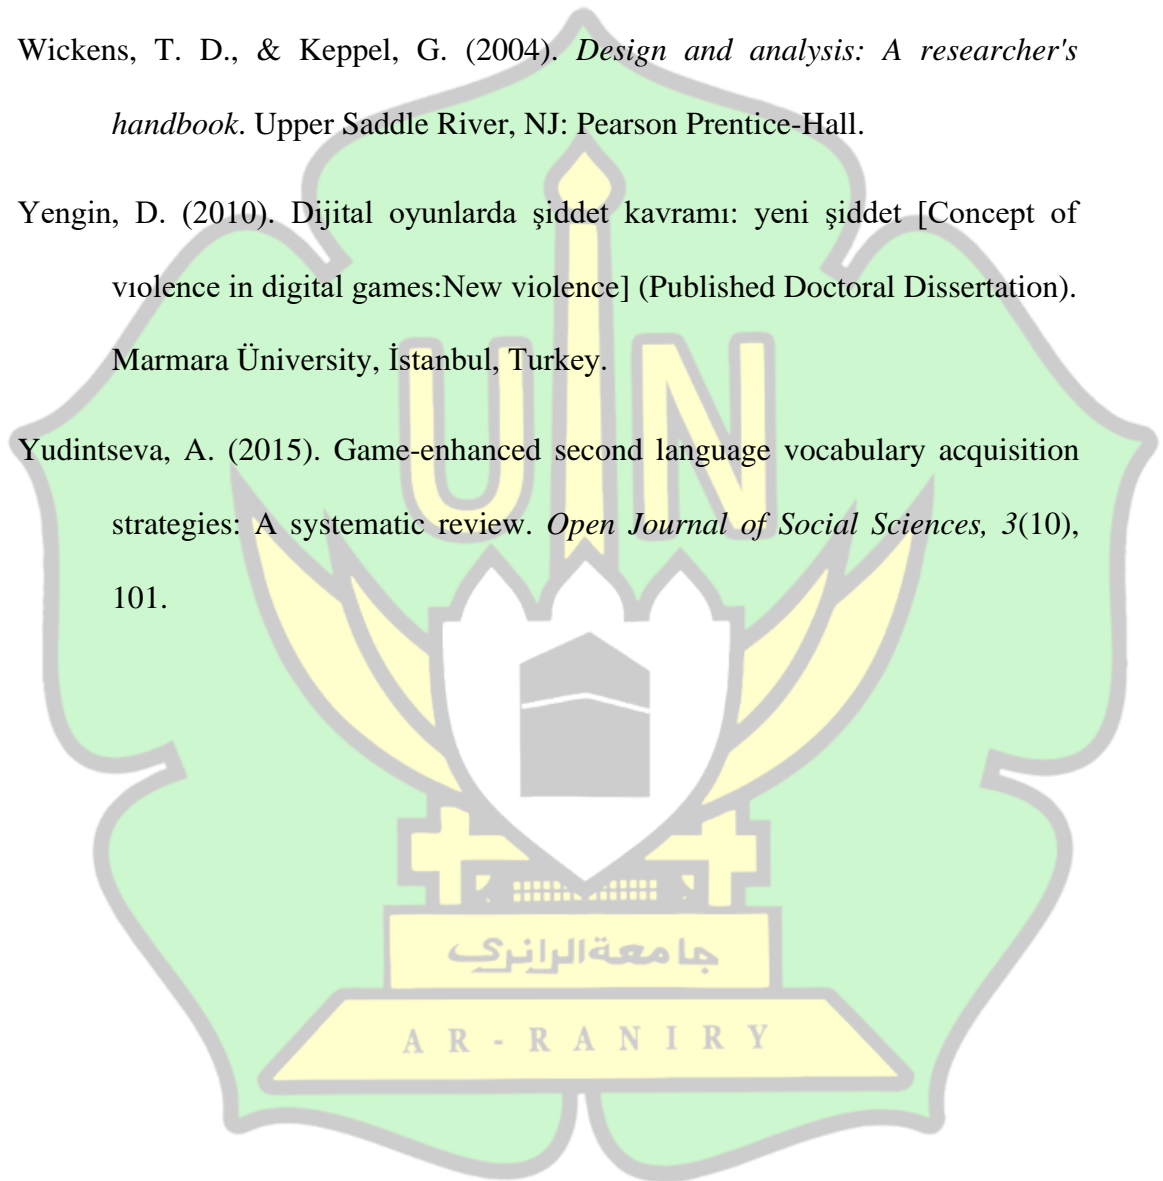 Wickens, T. D., & Keppel, G. (2004). Design and analysis: A researcher's
handbook. Upper Saddle River, NJ: Pearson Prentice-Hall.
Yengin, D. (2010). Dijital oyunlarda şiddet kavramı: yeni şiddet [Concept of
vıolence in digital games:New violence] (Published Doctoral Dissertation).
Marmara Üniversity, İstanbul, Turkey.
Yudintseva, A. (2015). Game-enhanced second language vocabulary acquisition
strategies: A systematic review. Open Journal of Social Sciences, 3(10),
101.
UIN
جامعة الرانري
AR-RANIRY